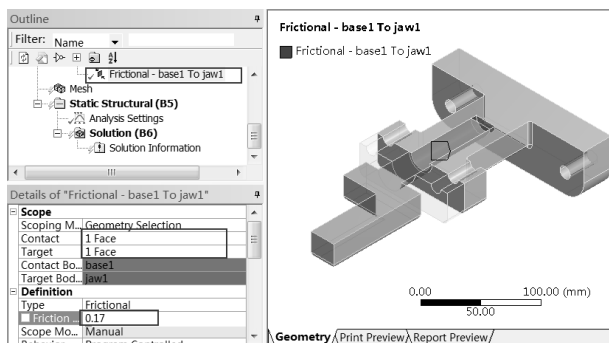 Outline
Filter: Name
Frictional - base1 To jaw1
Mesh
Static Structural (B5)
Analysis Settings
Solution (B6)
Solution Information
Details of "Frictional - base1 To jaw1"
Scope
Scoping M... Geometry Selection
Contact 1 Face
Target 1 Face
Contact Bo... base1
Target Bod... jaw1
Definition
Type Frictional
Friction ... 0.17
Scope Mo... Manual
Behavior Program Controlled
Frictional - base1 To jaw1
Frictional - base1 To jaw1
0.00 100.00 (mm)
50.00
Geometry Print Preview Report Preview